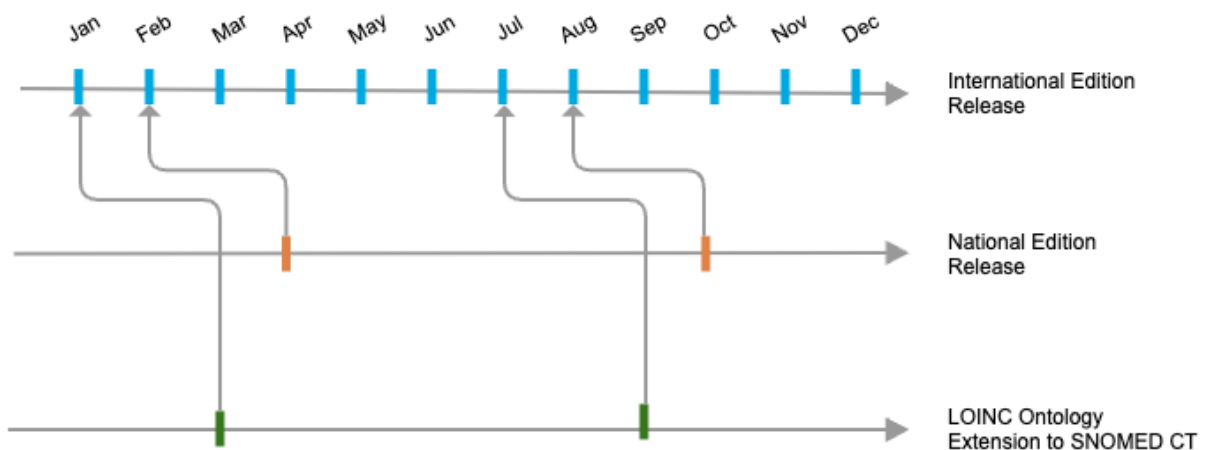 Jan Feb Mar Apr May Jun Jul Aug Sep Oct Nov Dec
International Edition
Release
National Edition
Release
LOINC Ontology
Extension to SNOMED CT